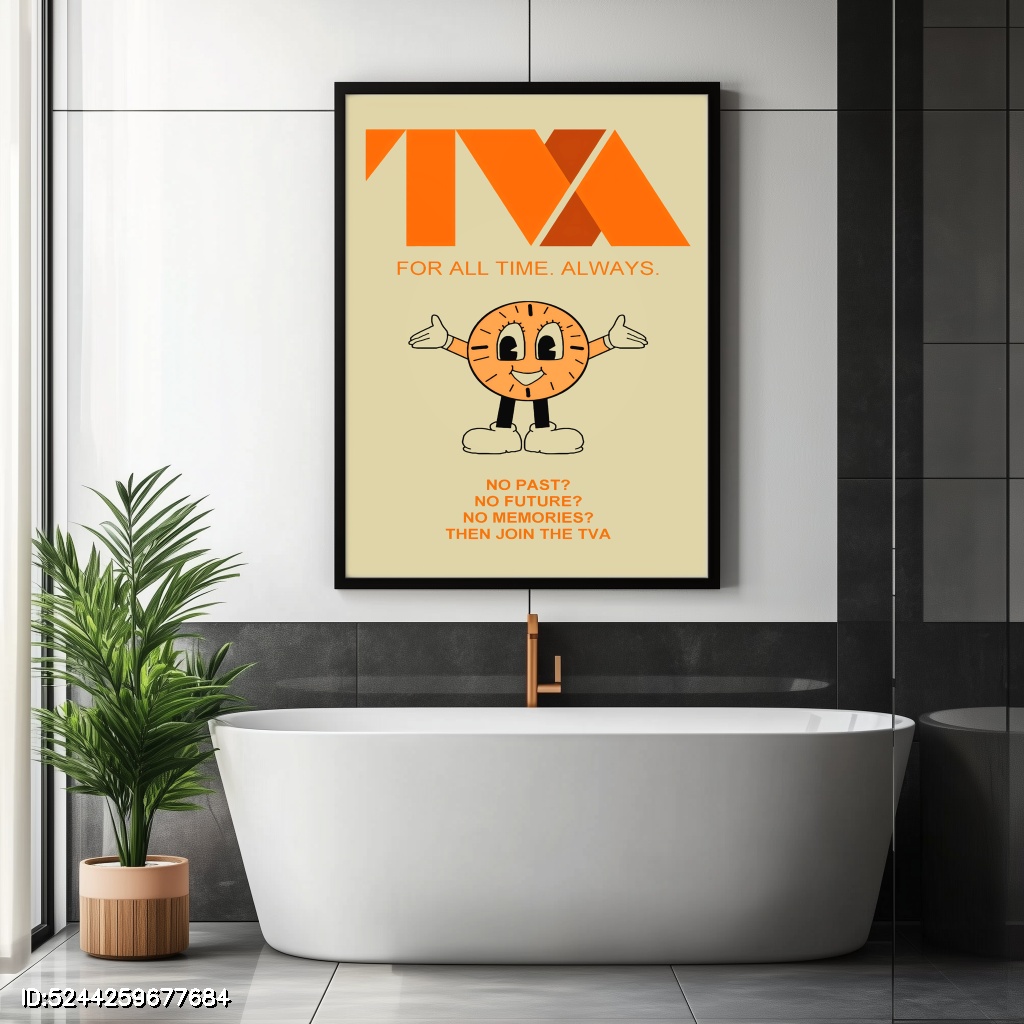 TVA
FOR ALL TIME. ALWAYS.
NO PAST?
NO FUTURE?
NO MEMORIES?
THEN JOIN THE TVA
ID:5244259677684